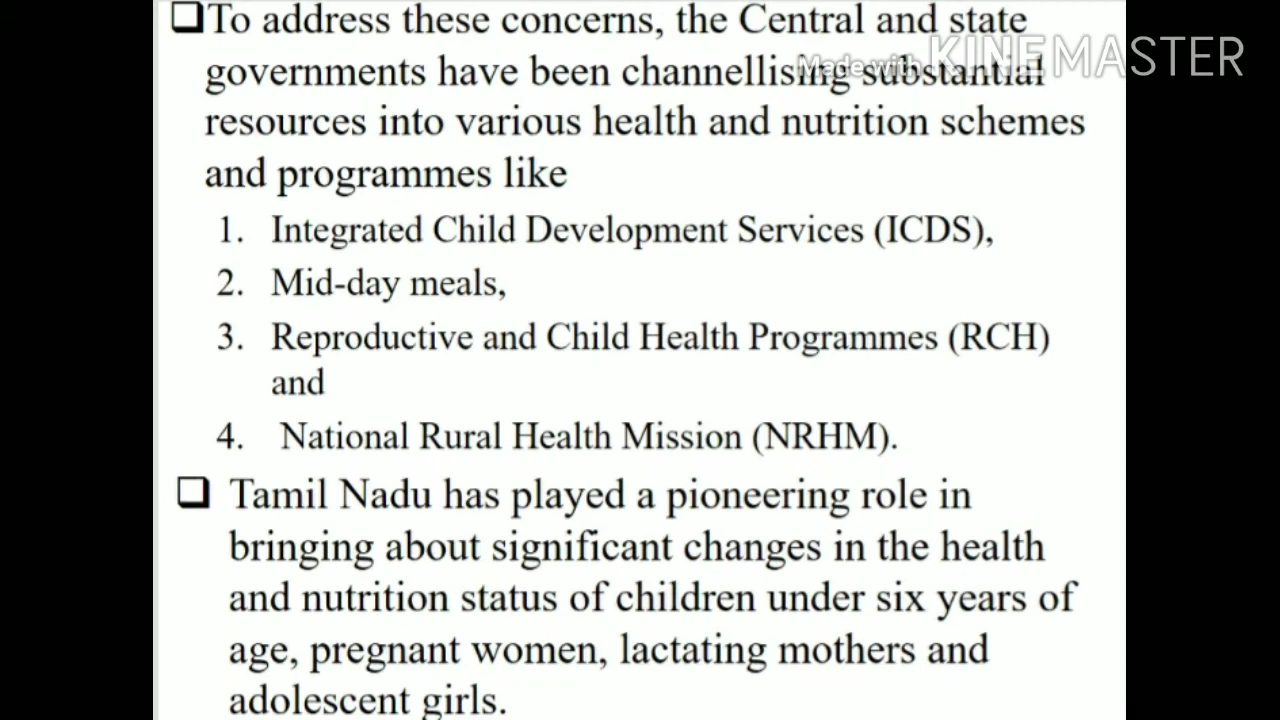 ❑To address these concerns, the Central and state
Made with KINEMASTER
governments have been channellising substantial
resources into various health and nutrition schemes
and programmes like
1. Integrated Child Development Services (ICDS),
2. Mid-day meals,
3. Reproductive and Child Health Programmes (RCH)
and
4. National Rural Health Mission (NRHM).
❑ Tamil Nadu has played a pioneering role in
bringing about significant changes in the health
and nutrition status of children under six years of
age, pregnant women, lactating mothers and
adolescent girls.